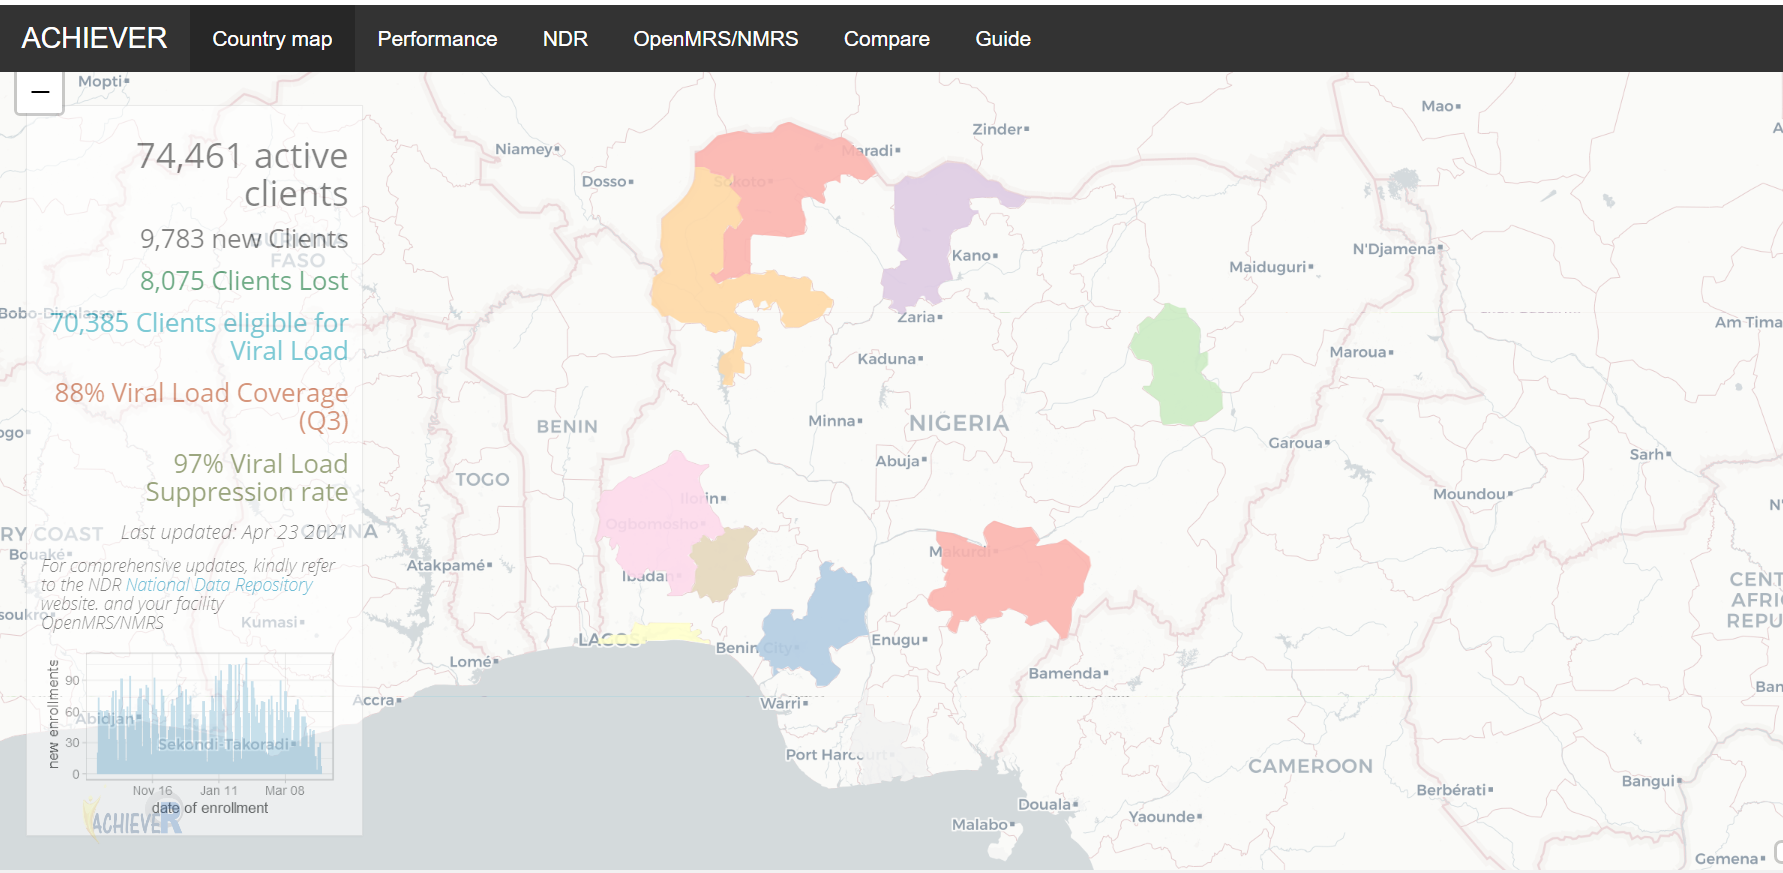 ACHIEVER
Country map
Performance
NDR
OpenMRS/NMRS
Compare
Guide
Mopti
74,461 active
clients
9,783 new Clients
8,075 Clients Lost
70,385 Clients eligible for
Viral Load
88% Viral Load Coverage
(Q3)
97% Viral Load
Suppression rate
Last updated: Apr 23 2021
For comprehensive updates, kindly refer
to the NDR National Data Repository
website. and your facility
OpenMRS/NMRS
new enrollments
90
60
30
0
Nov 16
Jan 11
Mar 08
date of enrollment
ACHIEVER
BURKINA
FASO
Bobo-Dioulasso
RY COAST
Bouaké
soukro
ogo
GHANA
Kumasi
Abidjan
Sekondi-Takoradi
Accra
Lomé
Atakpamé
TOGO
BENIN
Niamey
Dosso
Sokoto
Maradi
Zinder
Kano
Zaria
Kaduna
Minna
NIGERIA
Abuja
Ilorin
Ogbomosho
Ibadan
LAGOS
Benin City
Warri
Port Harcourt
Enugu
Makurdi
Bamenda
Maiduguri
N'Djamena
Mao
A
Am Tima
Maroua
Garoua
Sarh
Moundou
N'
CENT
AFRI
REPU
Ban
Bangui
Berbérati
CAMEROON
Yaounde
Douala
Malabo
Gemena